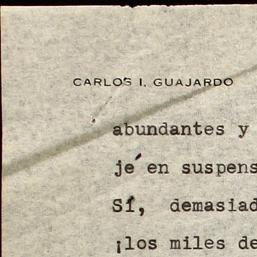 CARLOS I. GUAJARDO
abundantes y
je en suspens
Sí, demasiad
¡los miles de